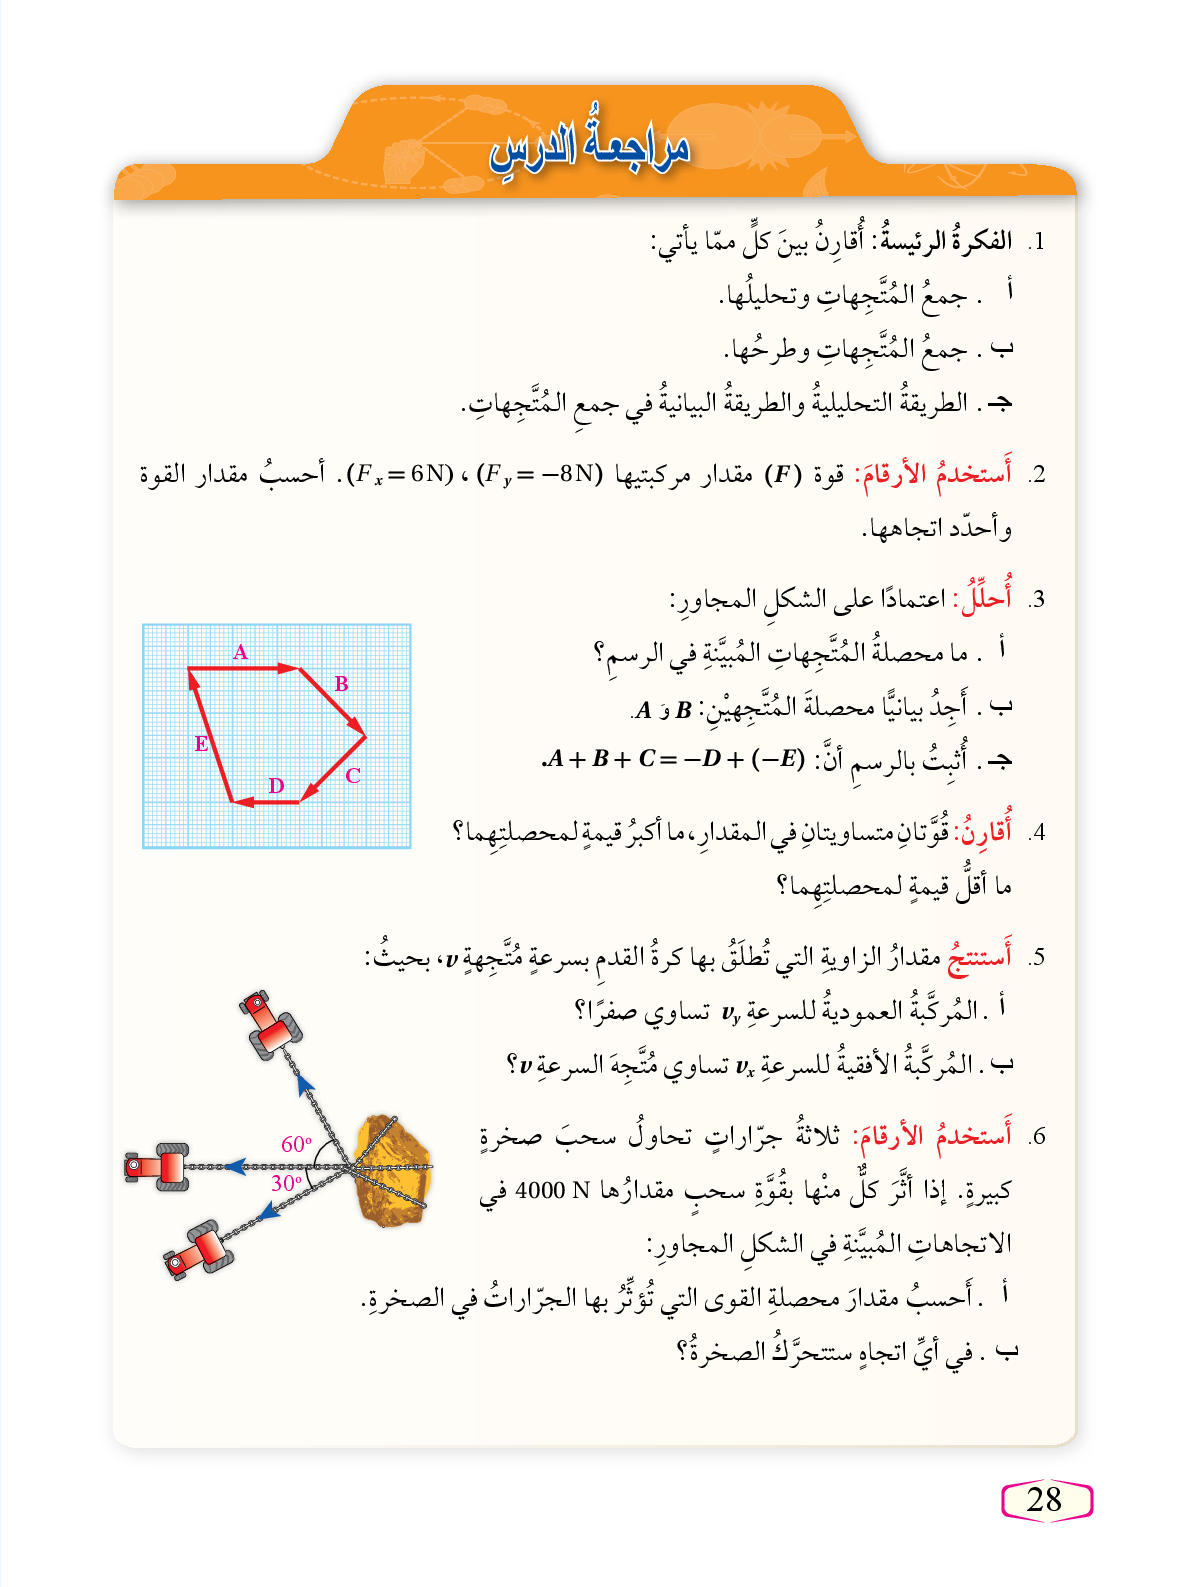 مراجعةُ الدرسِ
1. الفكرةُ الرئيسةُ: أُقارِنُ بينَ كلٍّ ممّا يأتي:
أ . جمعُ المُتَّجِهاتِ وتحليلُها.
ب . جمعُ المُتَّجِهاتِ وطرحُها.
جـ . الطريقةُ التحليليةُ والطريقةُ البيانيةُ في جمعِ المُتَّجِهاتِ.
2. أَستخدمُ الأرقامَ: قوة (F) مقدار مركبتيها (Fy = −8N) ، (Fx = 6N). أحسبُ مقدار القوة
وأحدّد اتجاهها.
3. أُحلِّلُ: اعتمادًا على الشكلِ المجاورِ:
أ . ما محصلةُ المُتَّجِهاتِ المُبيَّنةِ في الرسمِ؟
ب . أَجِدُ بيانيًّا محصلةَ المُتَّجِهيْنِ: B وَ A.
جـ . أُثبِتُ بالرسمِ أنَّ: A + B + C = −D + (−E).
A
B
E
C
D
4. أُقارِنُ: قُوَّتانِ متساويتانِ في المقدارِ، ما أكبرُ قيمةٍ لمحصلتِهِما؟
ما أقلُّ قيمةٍ لمحصلتِهِما؟
5. أَستنتجُ مقدارُ الزاويةِ التي تُطلَقُ بها كرةُ القدمِ بسرعةٍ مُتَّجِهةٍ v، بحيثُ:
أ . المُركَّبةُ العموديةُ للسرعةِ vy تساوي صفرًا؟
ب . المُركَّبةُ الأفقيةُ للسرعةِ vx تساوي مُتَّجِهَ السرعةِ v؟
6. أَستخدمُ الأرقامَ: ثلاثةُ جرّاراتٍ تحاولُ سحبَ صخرةٍ
كبيرةٍ. إذا أثَّرَ كلٌّ منْها بقُوَّةِ سحبٍ مقدارُها 4000 N في
الاتجاهاتِ المُبيَّنةِ في الشكلِ المجاورِ:
60º
30º
أ . أَحسبُ مقدارَ محصلةِ القوى التي تُؤثِّرُ بها الجرّاراتُ في الصخرةِ.
ب . في أيِّ اتجاهٍ ستتحرَّكُ الصخرةُ؟
28